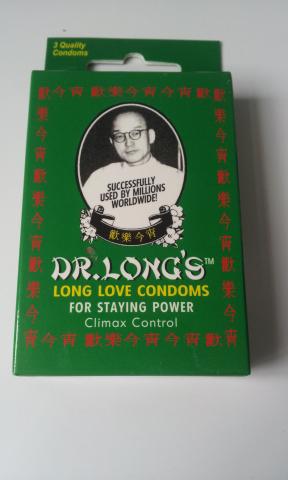 3 Quality
Condoms
SUCCESSFULLY
USED BY MILLIONS
WORLDWIDE!
歡樂今宵
DR.LONG'S™
LONG LOVE CONDOMS
FOR STAYING POWER
Climax Control